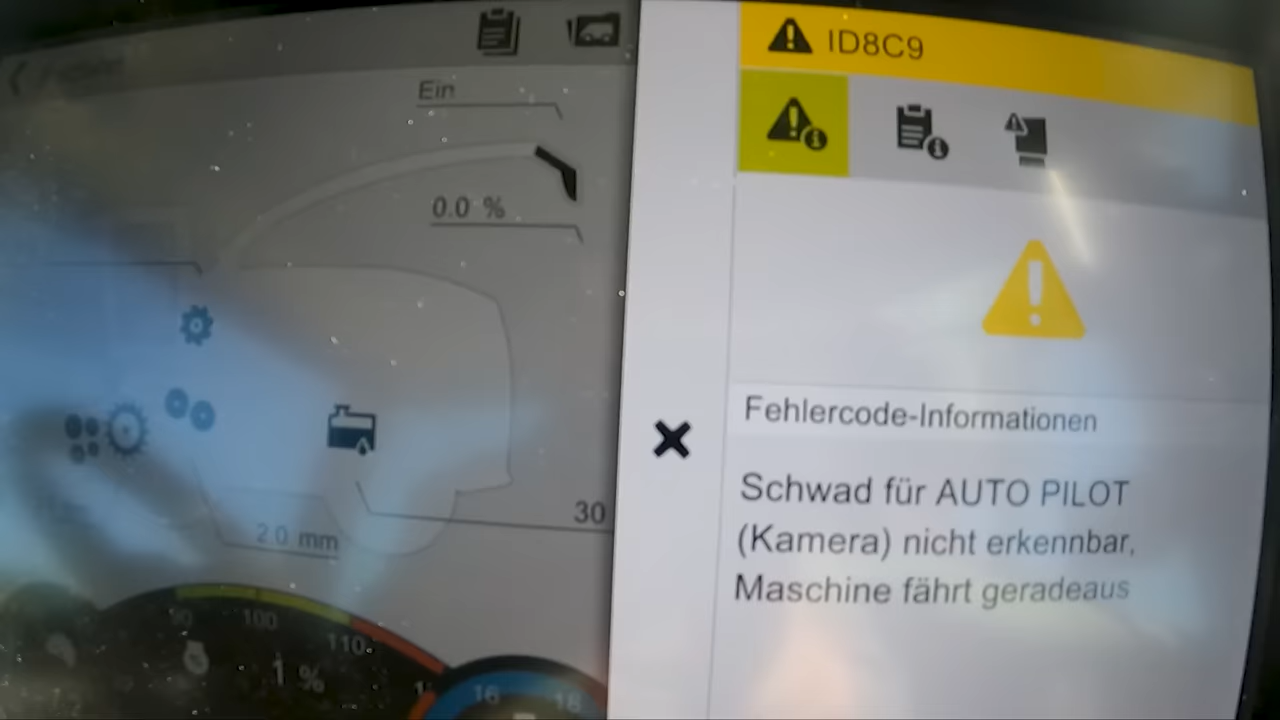 Ein
0.0 %
2.0 mm
30
90
100
110
1 %
16
18
ID8C9
Fehlercode-Informationen
Schwad für AUTO PILOT
(Kamera) nicht erkennbar,
Maschine fährt geradeaus